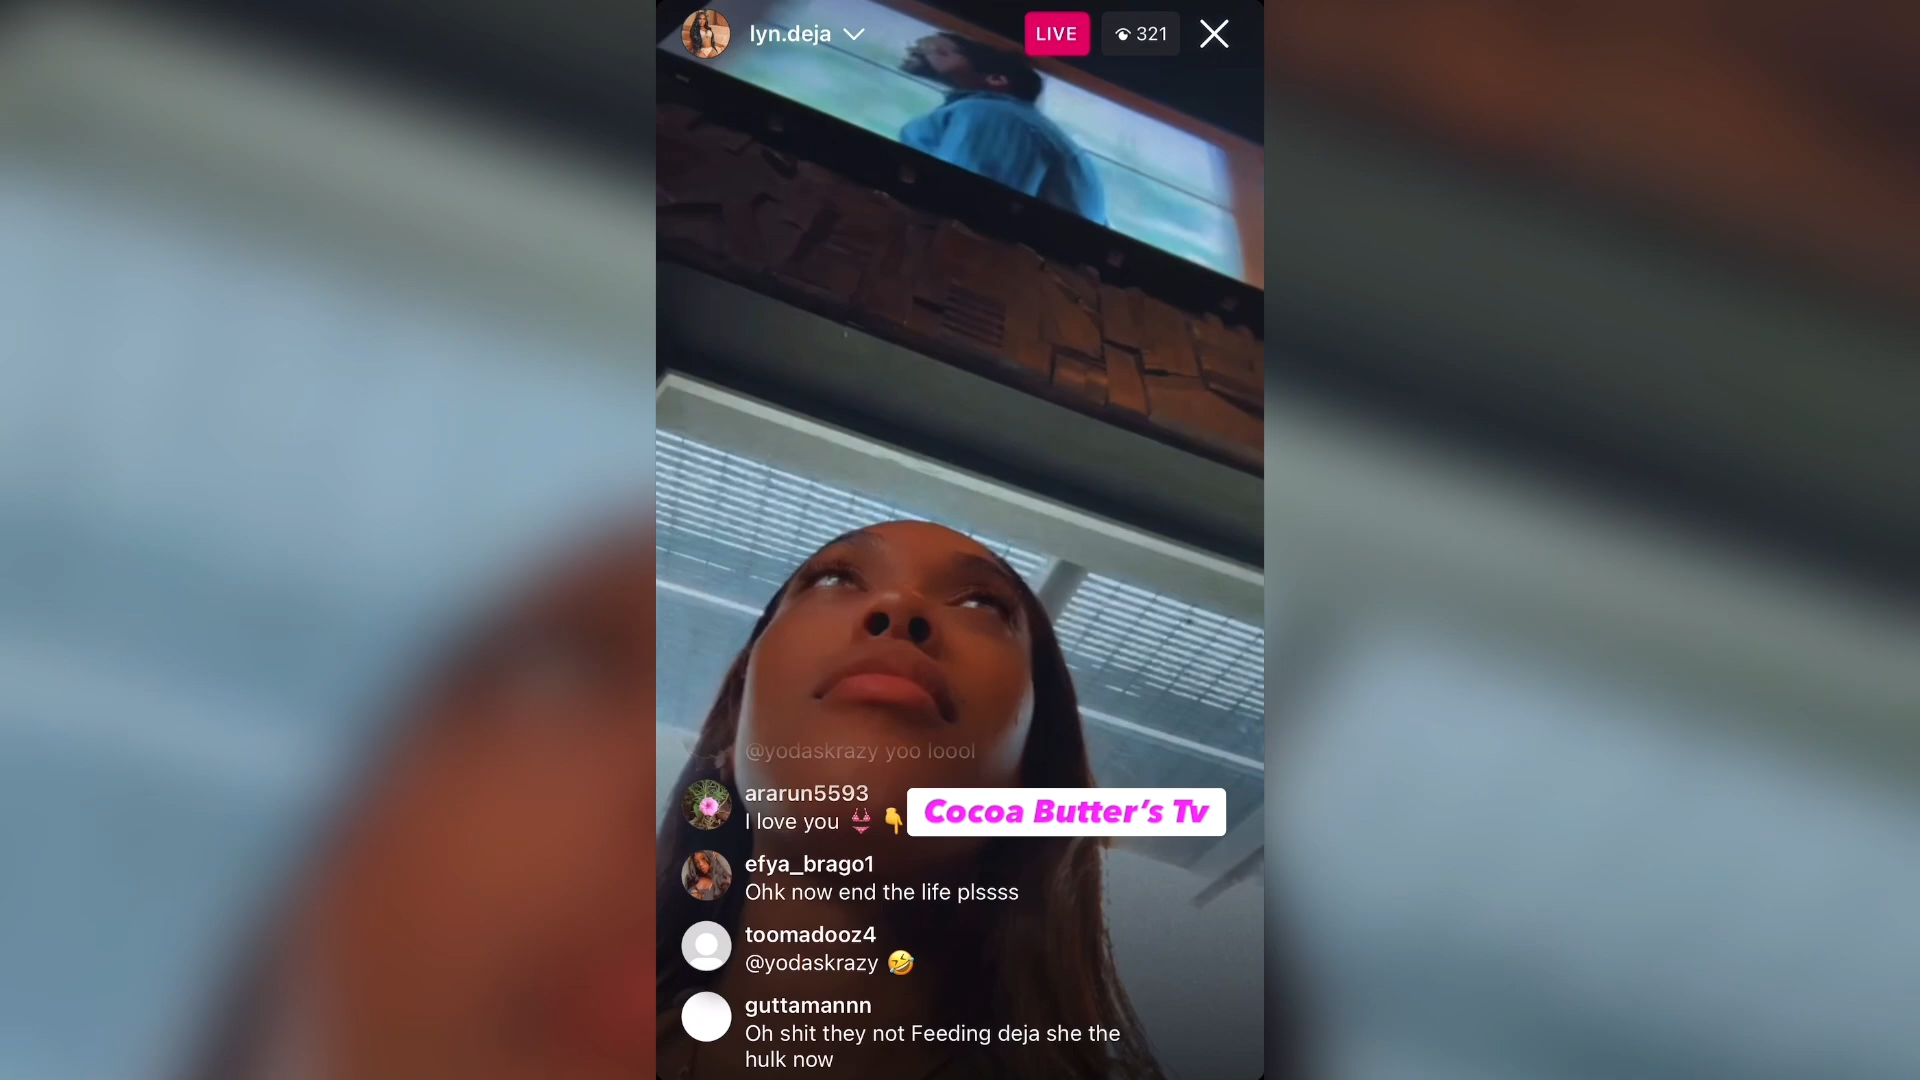 lyn.deja
LIVE
321
@yodaskrazy yoo loool
ararun5593
I love you 👙 👇
Cocoa Butter's Tv
efya_brago1
Ohk now end the life plssss
toomadooz4
@yodaskrazy 🤣
guttamannn
Oh shit they not Feeding deja she the
hulk now